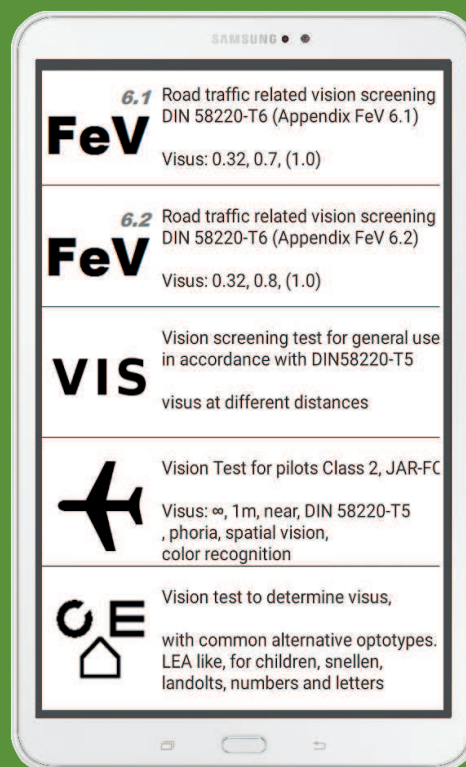 SAMSUNG
6.1 Road traffic related vision screening
FeV DIN 58220-T6 (Appendix FeV 6.1)
Visus: 0.32, 0.7, (1.0)
6.2 Road traffic related vision screening
FeV DIN 58220-T6 (Appendix FeV 6.2)
Visus: 0.32, 0.8, (1.0)
Vision screening test for general use
VIS in accordance with DIN58220-T5
visus at different distances
Vision Test for pilots Class 2, JAR-FC
Visus: ∞, 1m, near, DIN 58220-T5
, phoria, spatial vision,
color recognition
Vision test to determine visus,
with common alternative optotypes.
LEA like, for children, snellen,
landolts, numbers and letters